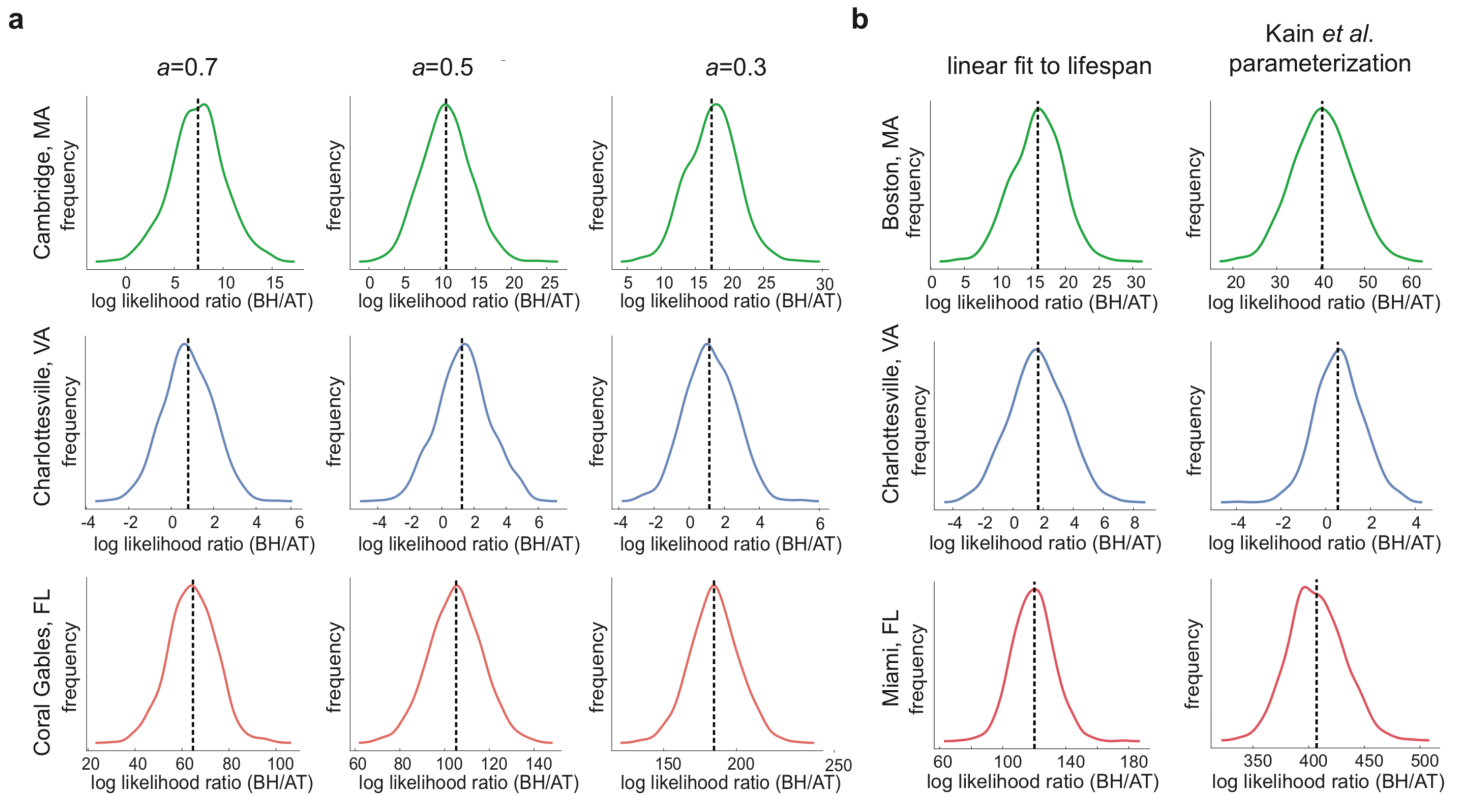 a
b
a=0.7
a=0.5
a=0.3
linear fit to lifespan
Kain et al.
parameterization
Cambridge, MA
frequency
0 5 10 15
log likelihood ratio (BH/AT)
frequency
0 5 10 15 20 25
log likelihood ratio (BH/AT)
frequency
5 10 15 20 25 30
log likelihood ratio (BH/AT)
Boston, MA
frequency
0 5 10 15 20 25 30
log likelihood ratio (BH/AT)
frequency
20 30 40 50 60
log likelihood ratio (BH/AT)
Charlottesville, VA
frequency
-4 -2 0 2 4 6
log likelihood ratio (BH/AT)
frequency
-4 -2 0 2 4 6
log likelihood ratio (BH/AT)
frequency
-4 -2 0 2 4 6
log likelihood ratio (BH/AT)
Charlottesville, VA
frequency
-4 -2 0 2 4 6 8
log likelihood ratio (BH/AT)
frequency
-4 -2 0 2 4
log likelihood ratio (BH/AT)
Coral Gables, FL
frequency
20 40 60 80 100
log likelihood ratio (BH/AT)
frequency
60 80 100 120 140
log likelihood ratio (BH/AT)
frequency
150 200 250
log likelihood ratio (BH/AT)
Miami, FL
frequency
60 100 140 180
log likelihood ratio (BH/AT)
frequency
350 400 450 500
log likelihood ratio (BH/AT)